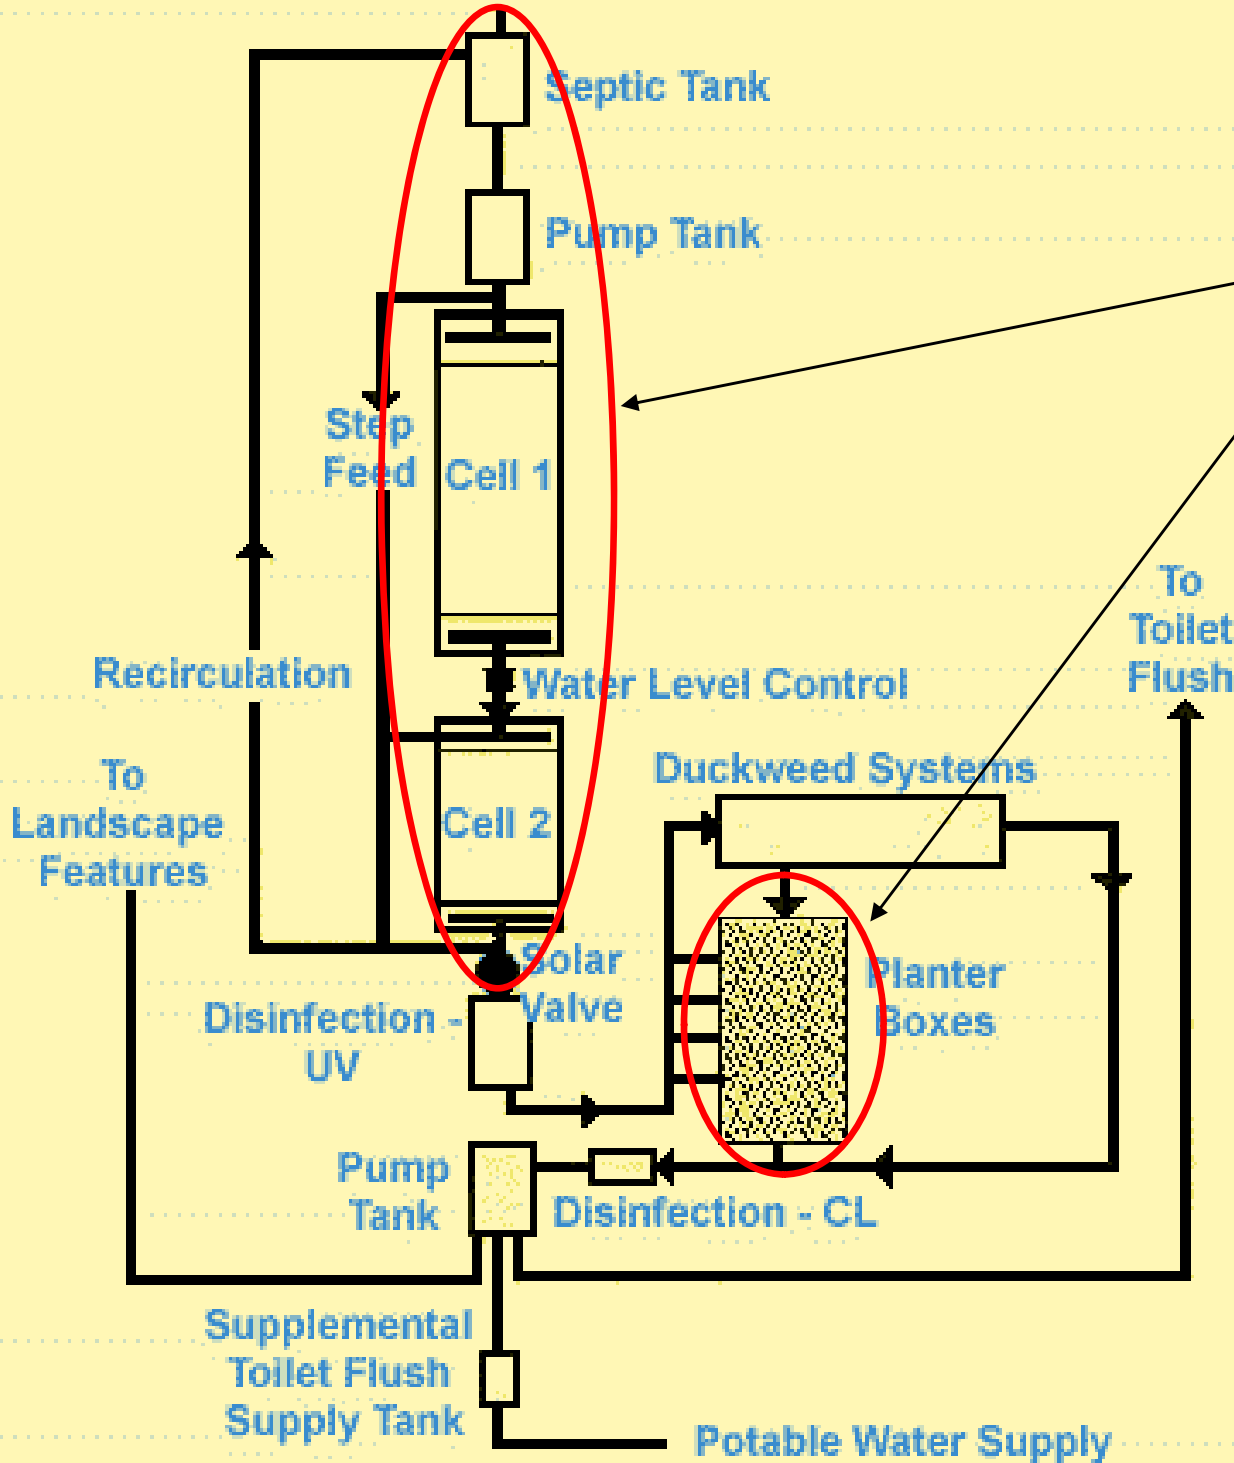 Septic Tank
Pump Tank
Step
Feed
Cell 1
To
Toilet
Flush
Recirculation
Water Level Control
To
Landscape
Features
Duckweed Systems
Cell 2
Solar
Valve
Planter
Boxes
Disinfection -
UV
Pump
Tank
Disinfection - CL
Supplemental
Toilet Flush
Supply Tank
Potable Water Supply